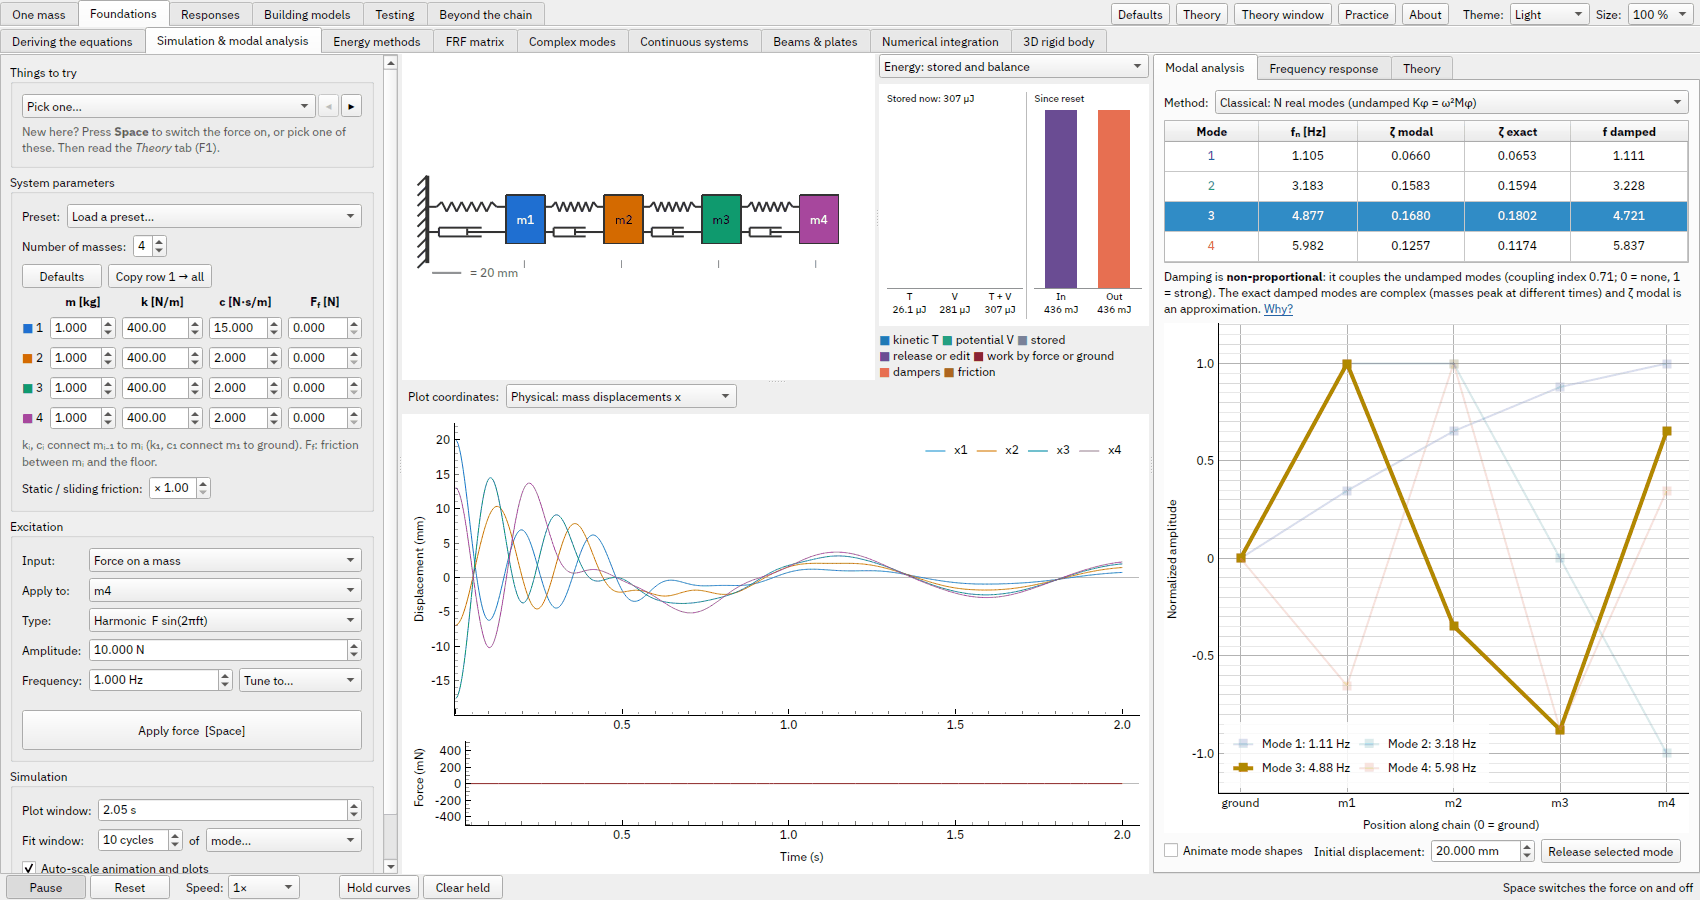 One mass Foundations Responses Building models Testing Beyond the chain Defaults Theory Theory window Practice About Theme: Light Size: 100 %
Deriving the equations Simulation & modal analysis Energy methods FRF matrix Complex modes Continuous systems Beams & plates Numerical integration 3D rigid body
Things to try
Pick one...
New here? Press Space to switch the force on, or pick one of
these. Then read the Theory tab (F1).
System parameters
Preset: Load a preset...
Number of masses: 4
Defaults Copy row 1 → all
m [kg] k [N/m] c [N·s/m] Ff [N]
1 1.000 400.00 15.000 0.000
2 1.000 400.00 2.000 0.000
3 1.000 400.00 2.000 0.000
4 1.000 400.00 2.000 0.000
kᵢ, cᵢ connect mᵢ₋₁ to mᵢ (k₁, c₁ connect m₁ to ground). Ff: friction
between mᵢ and the floor.
Static / sliding friction: × 1.00
Excitation
Input: Force on a mass
Apply to: m4
Type: Harmonic F sin(2πft)
Amplitude: 10.000 N
Frequency: 1.000 Hz Tune to...
Apply force [Space]
Simulation
Plot window: 2.05 s
Fit window: 10 cycles of mode...
Auto-scale animation and plots
Pause Reset Speed: 1× Hold curves Clear held Space switches the force on and off
m1 m2 m3 m4
= 20 mm
Energy: stored and balance
Stored now: 307 µJ Since reset
T V T + V In Out
26.1 µJ 281 µJ 307 µJ 436 mJ 436 mJ
kinetic T potential V stored
release or edit work by force or ground
dampers friction
Plot coordinates: Physical: mass displacements x
x1 x2 x3 x4
Displacement (mm)
20
15
10
5
0
-5
-10
-15
0.5 1.0 1.5 2.0
Force (mN)
400
200
0
-200
-400
0.5 1.0 1.5 2.0
Time (s)
Modal analysis Frequency response Theory
Method: Classical: N real modes (undamped Kφ = ω²Mφ)
Mode fₙ [Hz] ζ modal ζ exact f damped
1 1.105 0.0660 0.0653 1.111
2 3.183 0.1583 0.1594 3.228
3 4.877 0.1680 0.1802 4.721
4 5.982 0.1257 0.1174 5.837
Damping is non-proportional: it couples the undamped modes (coupling index 0.71; 0 = none, 1
= strong). The exact damped modes are complex (masses peak at different times) and ζ modal is
an approximation. Why?
Normalized amplitude
1.0
0.5
0
-0.5
-1.0
Mode 1: 1.11 Hz Mode 2: 3.18 Hz
Mode 3: 4.88 Hz Mode 4: 5.98 Hz
ground m1 m2 m3 m4
Position along chain (0 = ground)
Animate mode shapes Initial displacement: 20.000 mm Release selected mode